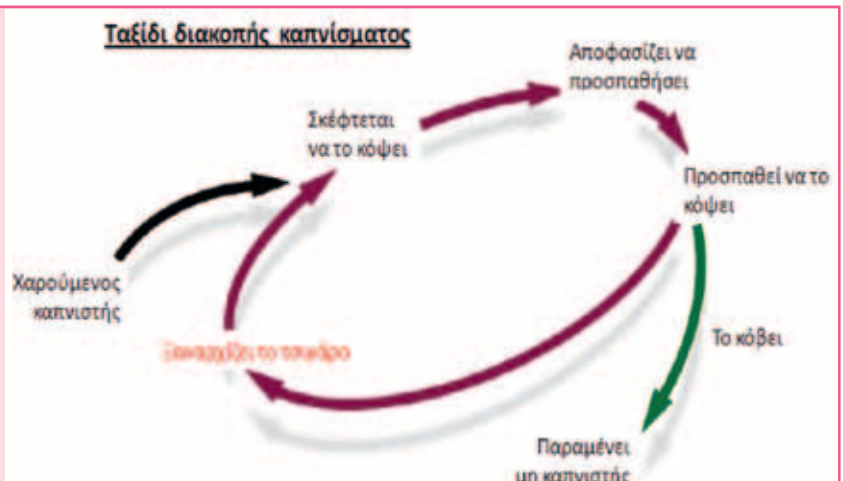 Ταξίδι διακοπής καπνίσματος
Αποφασίζει να
προσπαθήσει
Σκέφτεται
να το κόψει
Προσπαθεί να το
κόψει
Χαρούμενος
καπνιστής
Ξαναρχίζει το τσιγάρο
Το κόβει
Παραμένει
μη καπνιστής